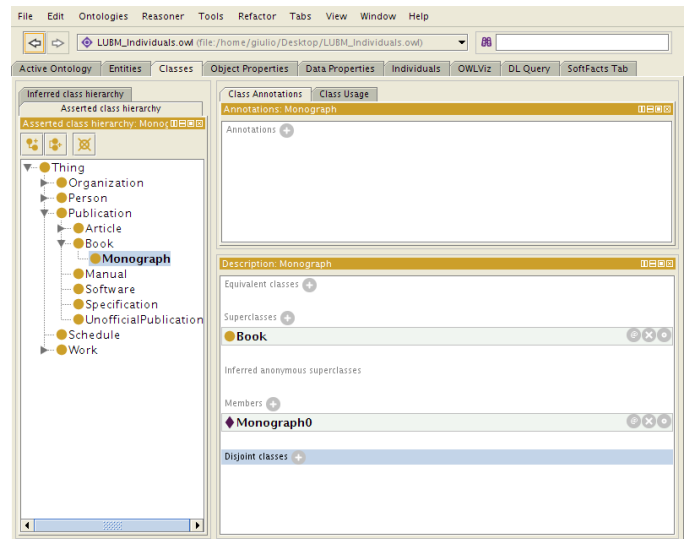 File Edit Ontologies Reasoner Tools Refactor Tabs View Window Help
LUBM_Individuals.owl (file:/home/giulio/Desktop/LUBM_Individuals.owl)
Active Ontology Entities Classes Object Properties Data Properties Individuals OWLViz DL Query SoftFacts Tab
Inferred class hierarchy
Asserted class hierarchy
Asserted class hierarchy: Monog
Thing
Organization
Person
Publication
Article
Book
Monograph
Manual
Software
Specification
UnofficialPublication
Schedule
Work
Class Annotations Class Usage
Annotations: Monograph
Annotations
Description: Monograph
Equivalent classes
Superclasses
Book
Inferred anonymous superclasses
Members
Monograph0
Disjoint classes